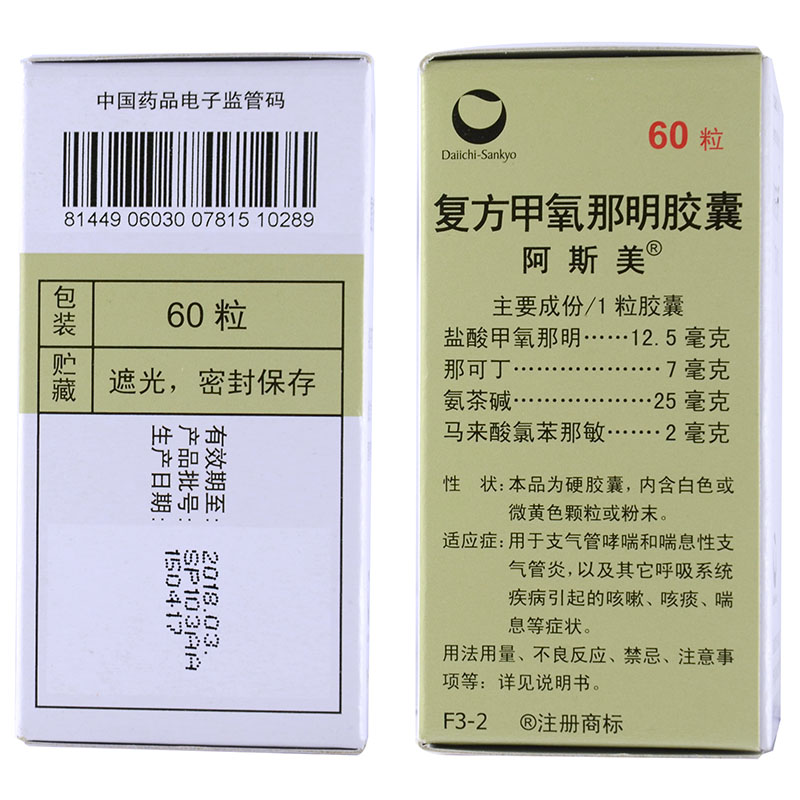 中国药品电子监管码
81449 06030 07815 10289
包装
60 粒
贮藏
遮光，密封保存
有效期至：
产品批号：
生产日期：
2018.03.
SP103AA
150417
Daiichi-Sankyo
60 粒
复方甲氧那明胶囊
阿斯美®
主要成份/1 粒胶囊
盐酸甲氧那明……12.5 毫克
那可丁………………… 7 毫克
氨茶碱………………… 25 毫克
马来酸氯苯那敏……. 2 毫克
性 状：本品为硬胶囊，内含白色或
微黄色颗粒或粉末。
适应症：用于支气管哮喘和喘息性支
气管炎，以及其它呼吸系统
疾病引起的咳嗽、咳痰、喘
息等症状。
用法用量、不良反应、禁忌、注意事
项等：详见说明书。
F3-2 ®注册商标